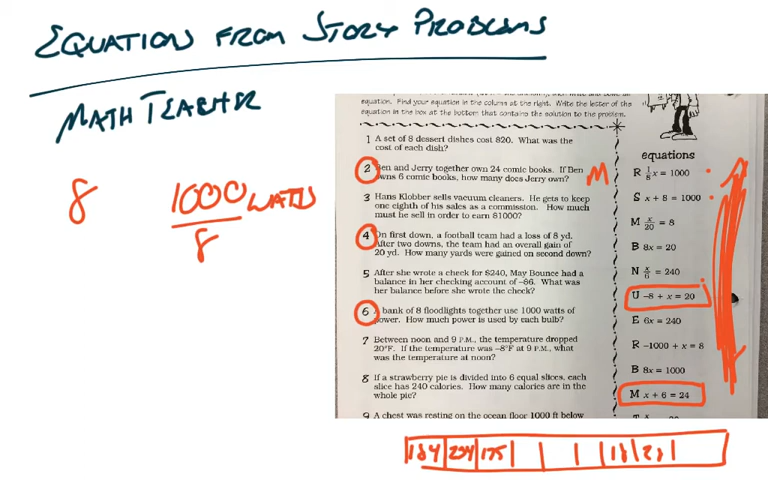 EQUATION FROM STORY PROBLEMS
MATH TEACHER
8
1000 WATTS
8
equation. Find your equation in the column at the right. Write the letter of the
equation in the box at the bottom that contains the solution to the problem.
1 A set of 8 dessert dishes cost $20. What was the
cost of each dish?
2 Ben and Jerry together own 24 comic books. If Ben
owns 6 comic books, how many does Jerry own?
M
3 Hans Klobber sells vacuum cleaners. He gets to keep
one eighth of his sales as a commission. How much
must he sell in order to earn $1000?
4 On first down, a football team had a loss of 8 yd.
After two downs, the team had an overall gain of
20 yd. How many yards were gained on second down?
5 After she wrote a check for $240, May Bounce had a
balance in her checking account of –$6. What was
her balance before she wrote the check?
6 A bank of 8 floodlights together use 1000 watts of
power. How much power is used by each bulb?
7 Between noon and 9 P.M., the temperature dropped
20°F. If the temperature was –8°F at 9 P.M., what
was the temperature at noon?
8 If a strawberry pie is divided into 6 equal slices, each
slice has 240 calories. How many calories are in the
whole pie?
9 A chest was resting on the ocean floor 1000 ft below
equations
R 1/8 x = 1000
S x + 8 = 1000
M x/20 = 8
B 8x = 20
N x/6 = 240
U –8 + x = 20
E 6x = 240
R –1000 + x = 8
B 8x = 1000
M x + 6 = 24
184 234 175 18